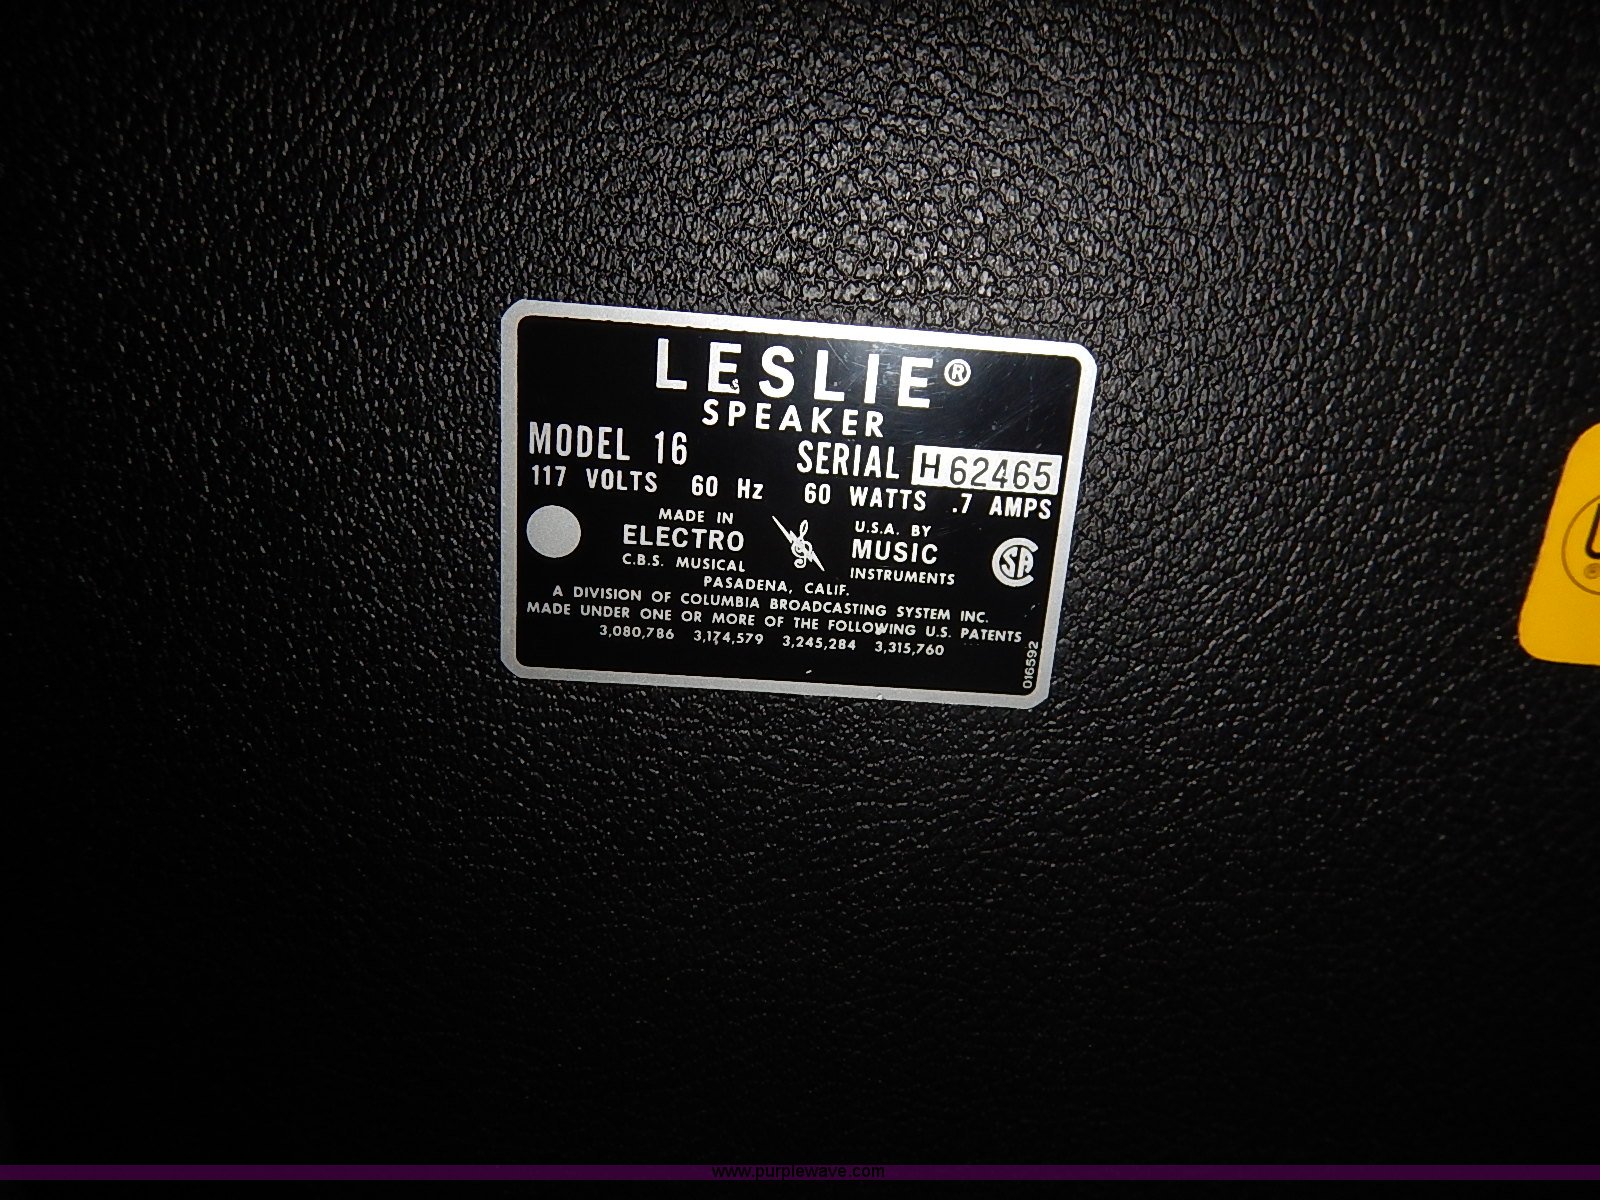 LESLIE®
SPEAKER
MODEL 16 SERIAL H 62465
117 VOLTS 60 Hz 60 WATTS .7 AMPS
MADE IN U.S.A. BY
ELECTRO MUSIC
C.B.S. MUSICAL INSTRUMENTS
PASADENA, CALIF.
A DIVISION OF COLUMBIA BROADCASTING SYSTEM INC.
MADE UNDER ONE OR MORE OF THE FOLLOWING U.S. PATENTS
3,080,786 3,174,579 3,245,284 3,315,760
016592
SA
www.purplewave.com